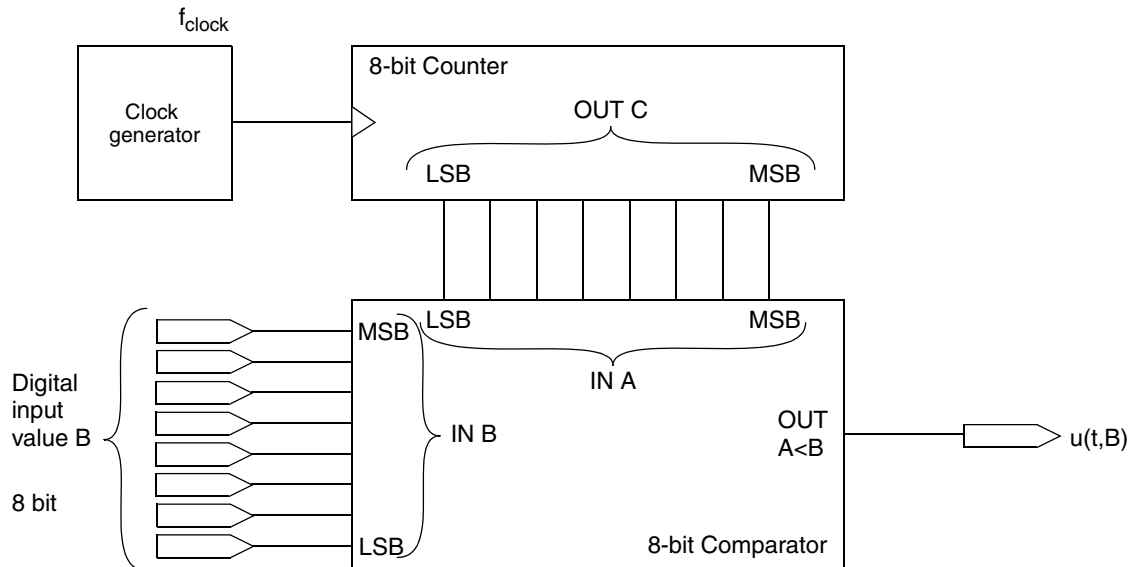 fclock
8-bit Counter
Clock
generator
OUT C
LSB MSB
LSB MSB
MSB
IN A
Digital
input
value B
IN B
OUT
A<B
u(t,B)
8 bit
LSB
8-bit Comparator